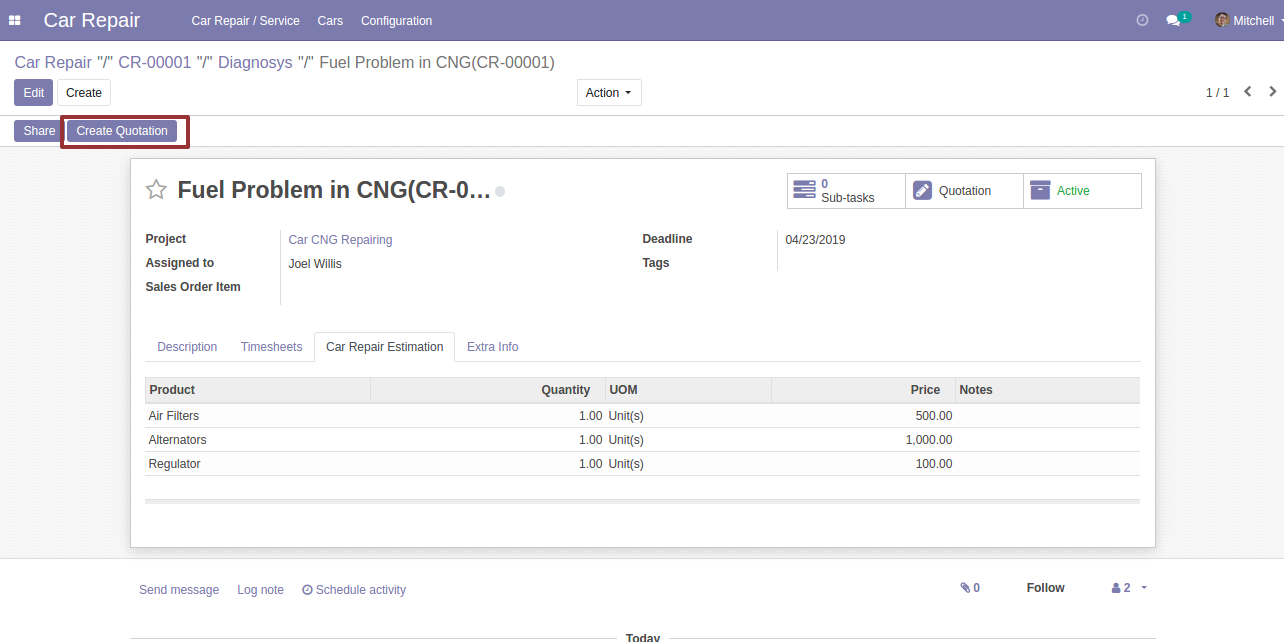 Car Repair Car Repair / Service Cars Configuration 1 Mitchell
Car Repair "/" CR-00001 "/" Diagnosys "/" Fuel Problem in CNG(CR-00001)
Edit Create Action 1 / 1
Share Create Quotation
Fuel Problem in CNG(CR-0...
0
Sub-tasks Quotation Active
Project Car CNG Repairing Deadline 04/23/2019
Assigned to Joel Willis Tags
Sales Order Item
Description Timesheets Car Repair Estimation Extra Info
Product Quantity UOM Price Notes
Air Filters 1.00 Unit(s) 500.00
Alternators 1.00 Unit(s) 1,000.00
Regulator 1.00 Unit(s) 100.00
Send message Log note Schedule activity 0 Follow 2
Today